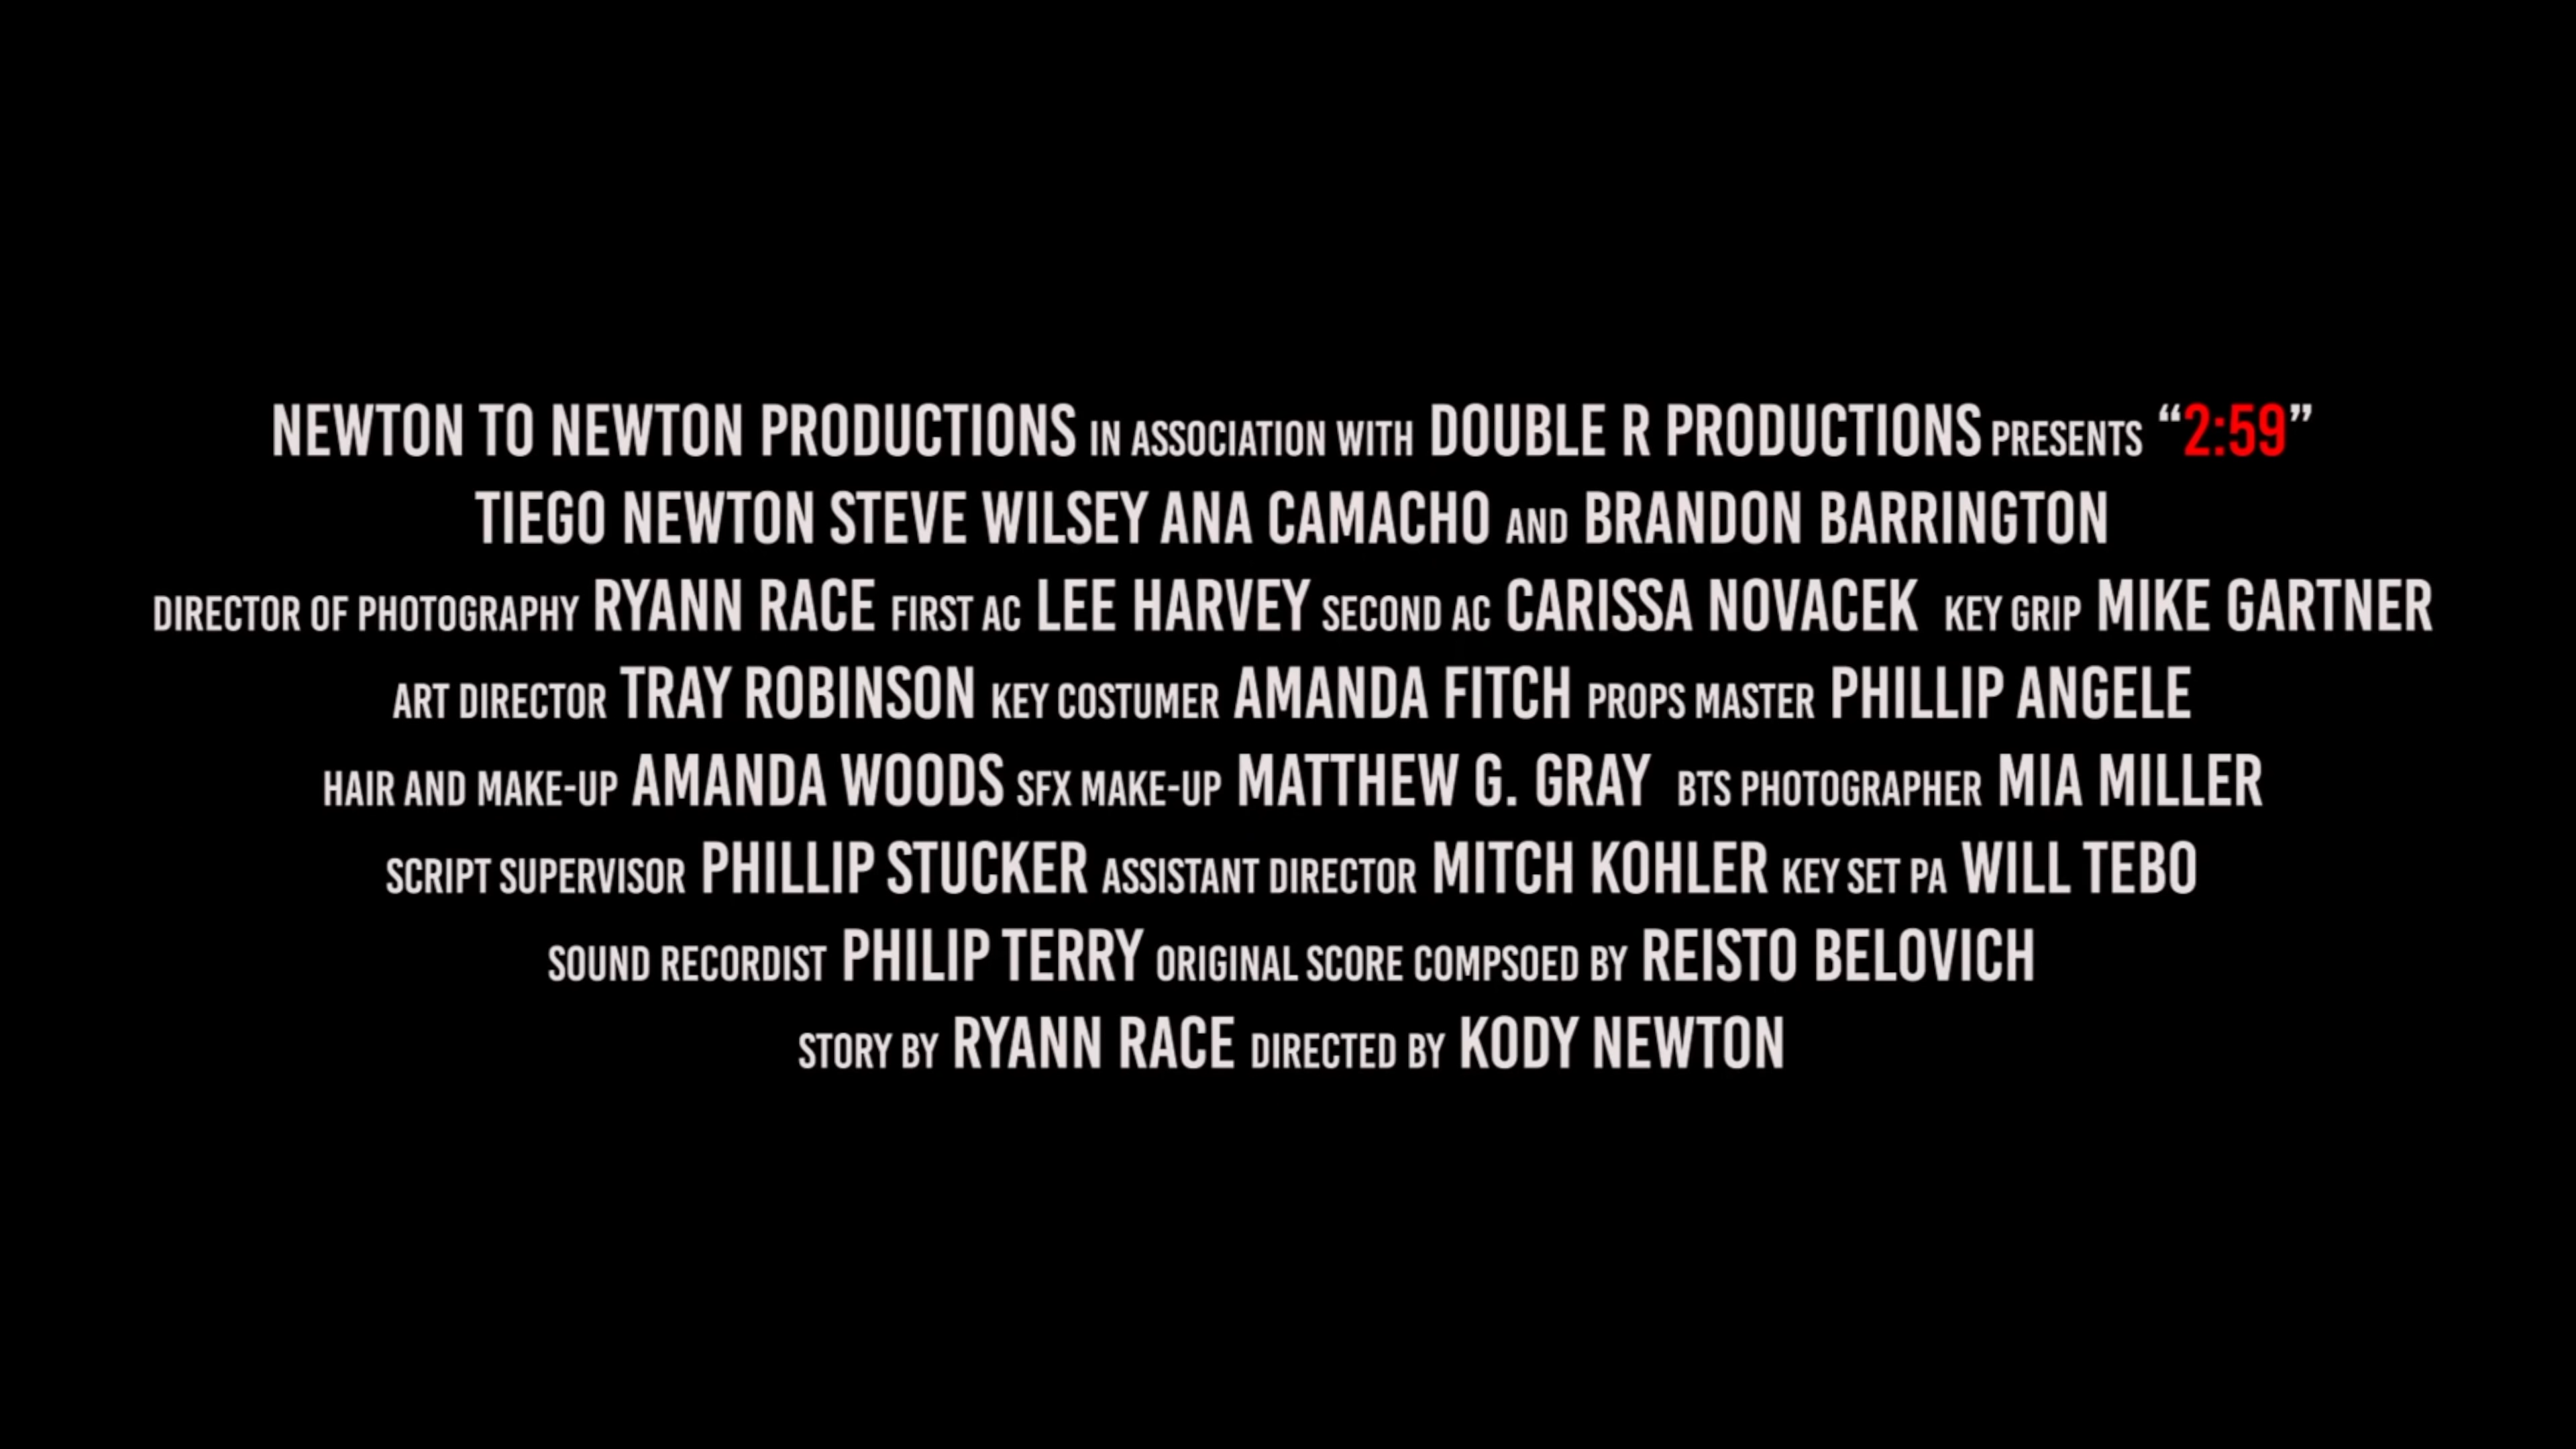 NEWTON TO NEWTON PRODUCTIONS IN ASSOCIATION WITH DOUBLE R PRODUCTIONS PRESENTS “2:59”
TIEGO NEWTON STEVE WILSEY ANA CAMACHO AND BRANDON BARRINGTON
DIRECTOR OF PHOTOGRAPHY RYANN RACE FIRST AC LEE HARVEY SECOND AC CARISSA NOVACEK KEY GRIP MIKE GARTNER
ART DIRECTOR TRAY ROBINSON KEY COSTUMER AMANDA FITCH PROPS MASTER PHILLIP ANGELE
HAIR AND MAKE-UP AMANDA WOODS SFX MAKE-UP MATTHEW G. GRAY BTS PHOTOGRAPHER MIA MILLER
SCRIPT SUPERVISOR PHILLIP STUCKER ASSISTANT DIRECTOR MITCH KOHLER KEY SET PA WILL TEBO
SOUND RECORDIST PHILIP TERRY ORIGINAL SCORE COMPSOED BY REISTO BELOVICH
STORY BY RYANN RACE DIRECTED BY KODY NEWTON